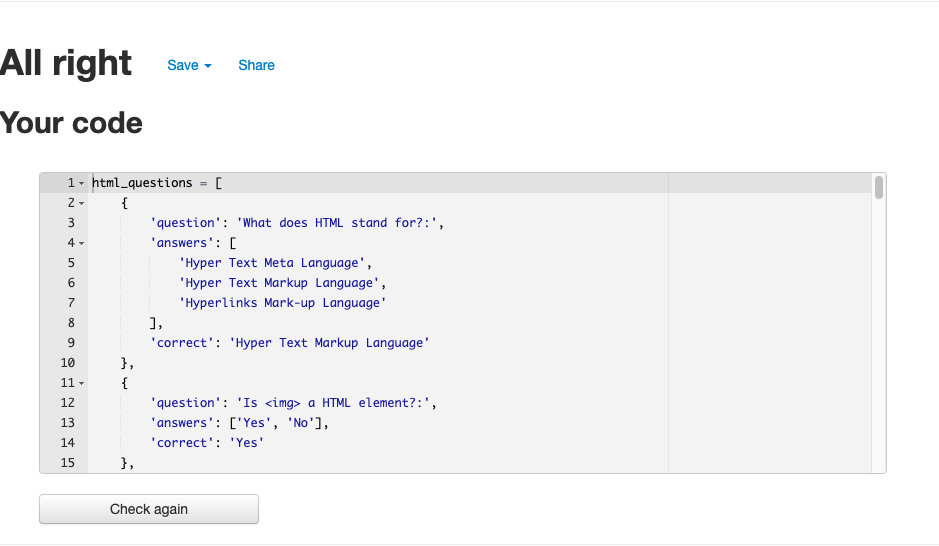 All right Save Share
Your code
1 html_questions = [
2 {
3 'question': 'What does HTML stand for?:',
4 'answers': [
5 'Hyper Text Meta Language',
6 'Hyper Text Markup Language',
7 'Hyperlinks Mark-up Language'
8 ],
9 'correct': 'Hyper Text Markup Language'
10 },
11 {
12 'question': 'Is <img> a HTML element?:',
13 'answers': ['Yes', 'No'],
14 'correct': 'Yes'
15 },
Check again